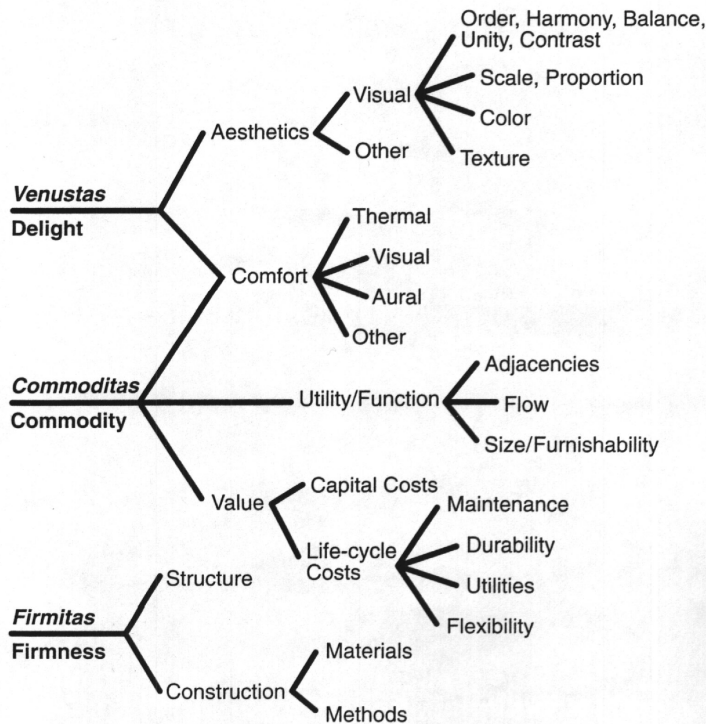 Order, Harmony, Balance,
Unity, Contrast
Scale, Proportion
Visual
Color
Aesthetics
Other
Texture
Venustas
Delight
Thermal
Visual
Comfort
Aural
Other
Adjacencies
Commoditas
Commodity
Utility/Function
Flow
Size/Furnishability
Capital Costs
Value
Maintenance
Life-cycle
Costs
Durability
Structure
Utilities
Firmitas
Firmness
Flexibility
Materials
Construction
Methods